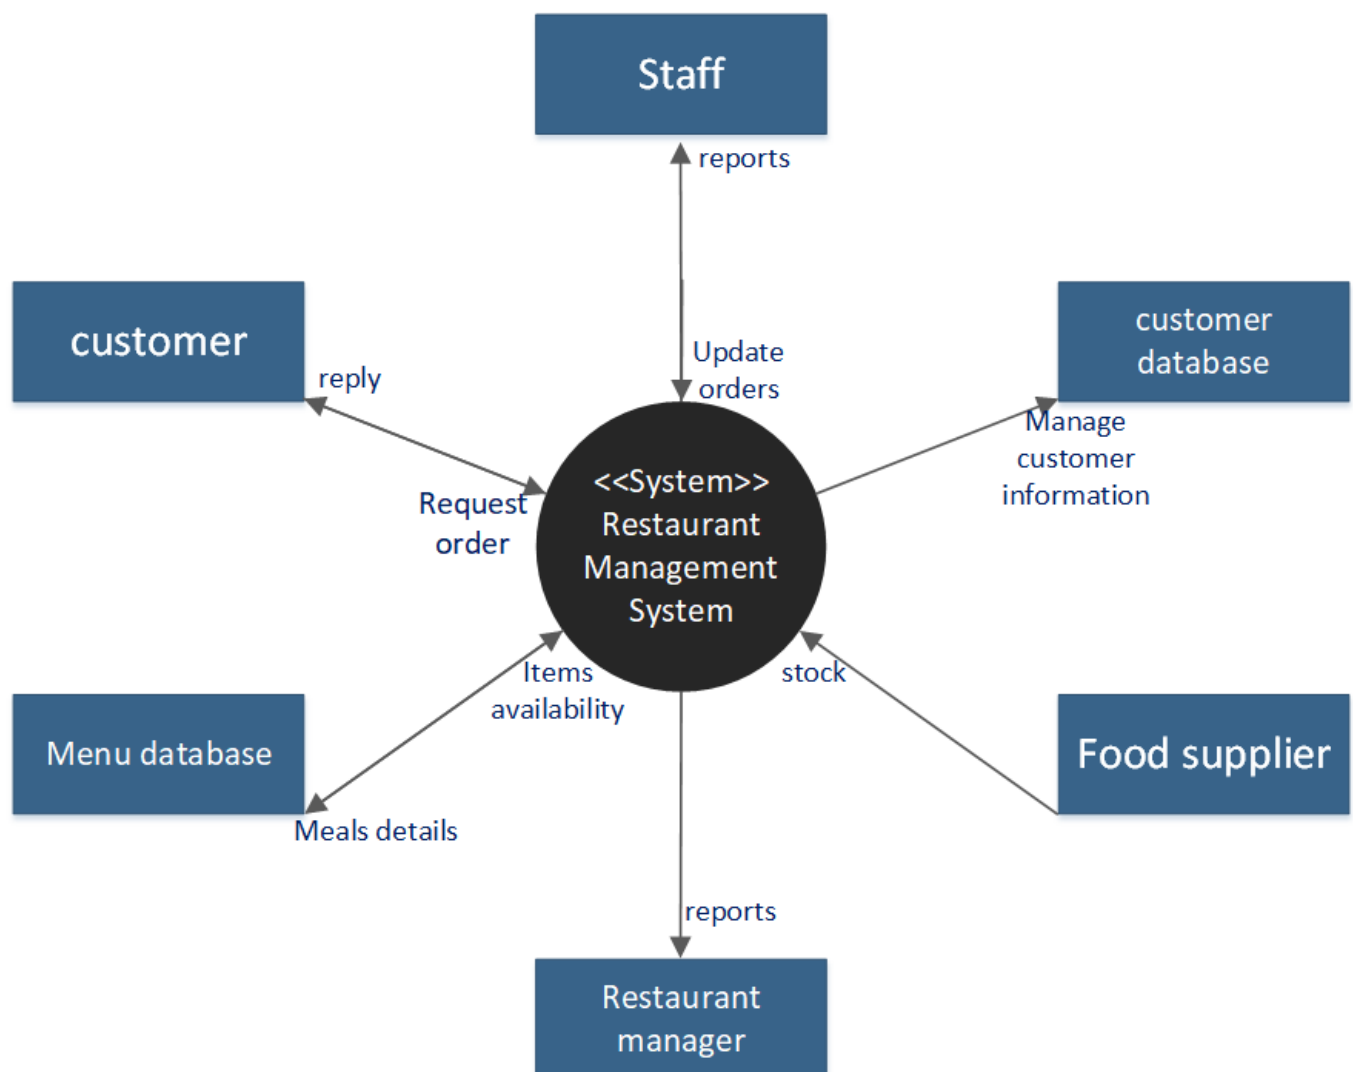 Staff
reports
customer
customer
database
reply
Update
orders
Manage
customer
information
Request
order
<<System>>
Restaurant
Management
System
Items
availability
stock
Menu database
Food supplier
Meals details
reports
Restaurant
manager